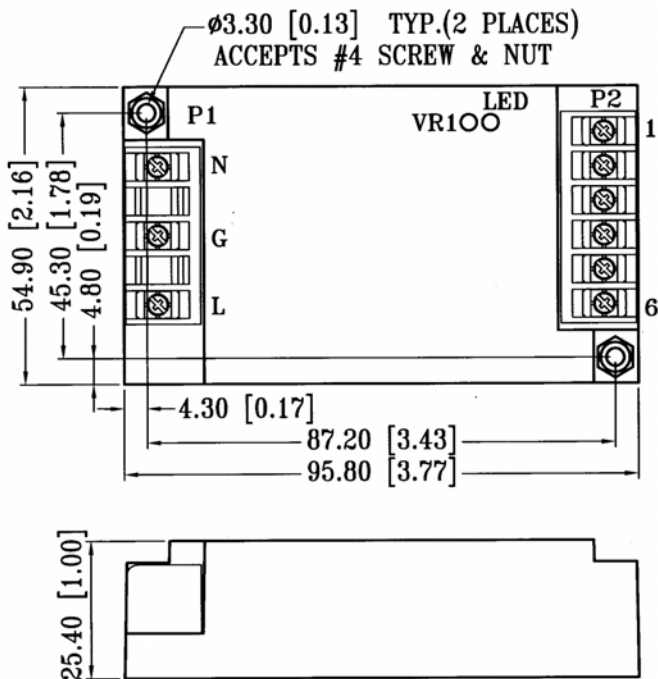 ø3.30 [0.13] TYP.(2 PLACES)
ACCEPTS #4 SCREW & NUT
P1
LED
VR1
P2
1
N
G
L
6
54.90 [2.16]
45.30 [1.78]
4.80 [0.19]
4.30 [0.17]
87.20 [3.43]
95.80 [3.77]
25.40 [1.00]